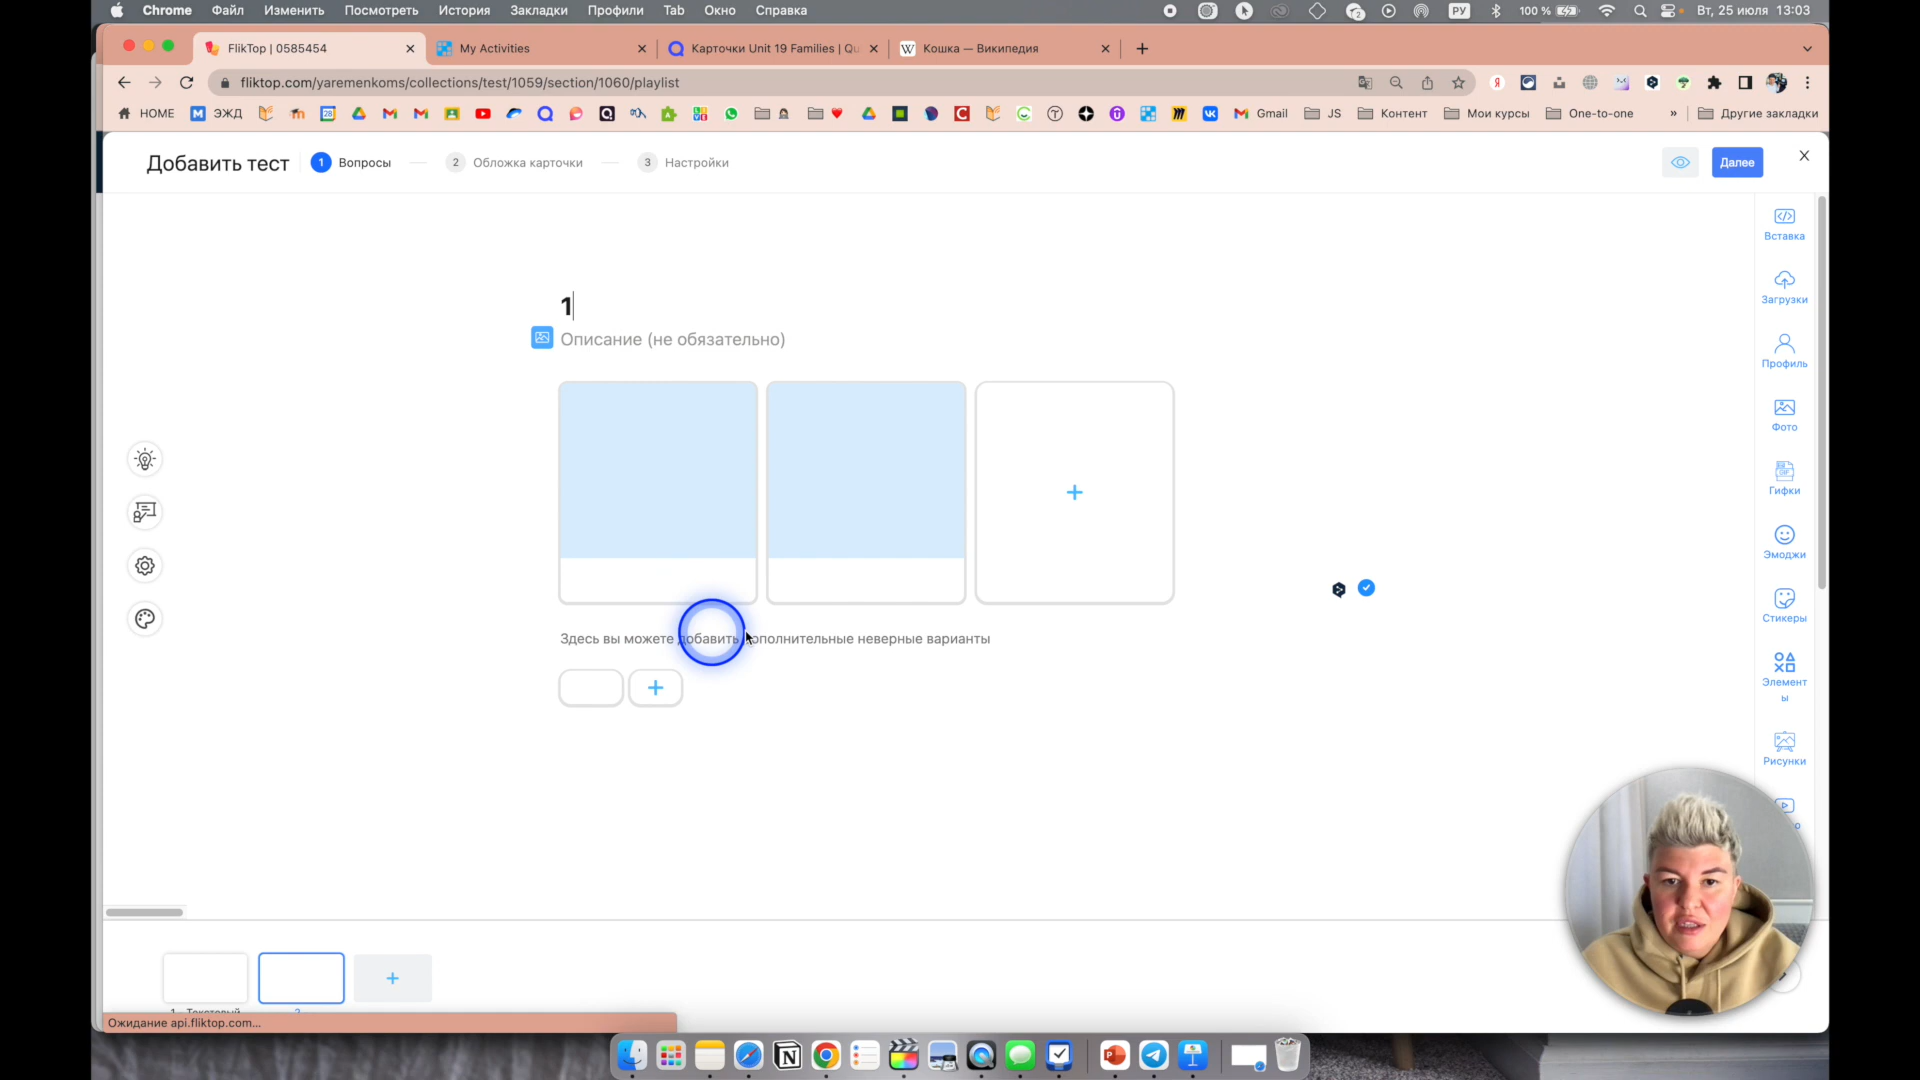 Chrome Файл Изменить Посмотреть История Закладки Профили Tab Окно Справка РУ 100 % Вт, 25 июля 13:03
FlikTop | 0585454 My Activities Карточки Unit 19 Families | Qu Кошка — Википедия
fliktop.com/yaremenkoms/collections/test/1059/section/1060/playlist
HOME ЭЖД Gmail JS Контент Мои курсы One-to-one » Другие закладки
Добавить тест 1 Вопросы 2 Обложка карточки 3 Настройки Далее
Вставка
Загрузки
Профиль
Фото
Гифки
Эмоджи
Стикеры
Элемент
ы
Рисунки
1
Описание (не обязательно)
Здесь вы можете добавить дополнительные неверные варианты
Ожидание api.fliktop.com...